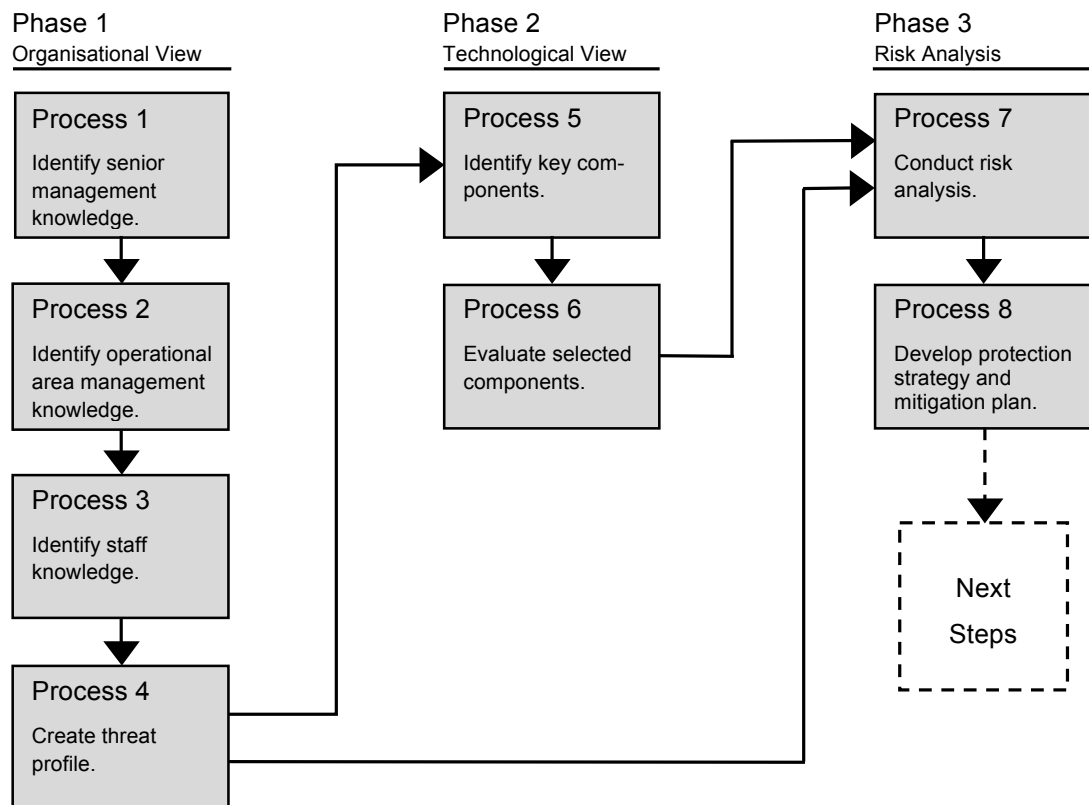 Phase 1
Organisational View
Process 1
Identify senior
management
knowledge.
Process 2
Identify operational
area management
knowledge.
Process 3
Identify staff
knowledge.
Process 4
Create threat
profile.
Phase 2
Technological View
Process 5
Identify key com-
ponents.
Process 6
Evaluate selected
components.
Phase 3
Risk Analysis
Process 7
Conduct risk
analysis.
Process 8
Develop protection
strategy and
mitigation plan.
Next
Steps